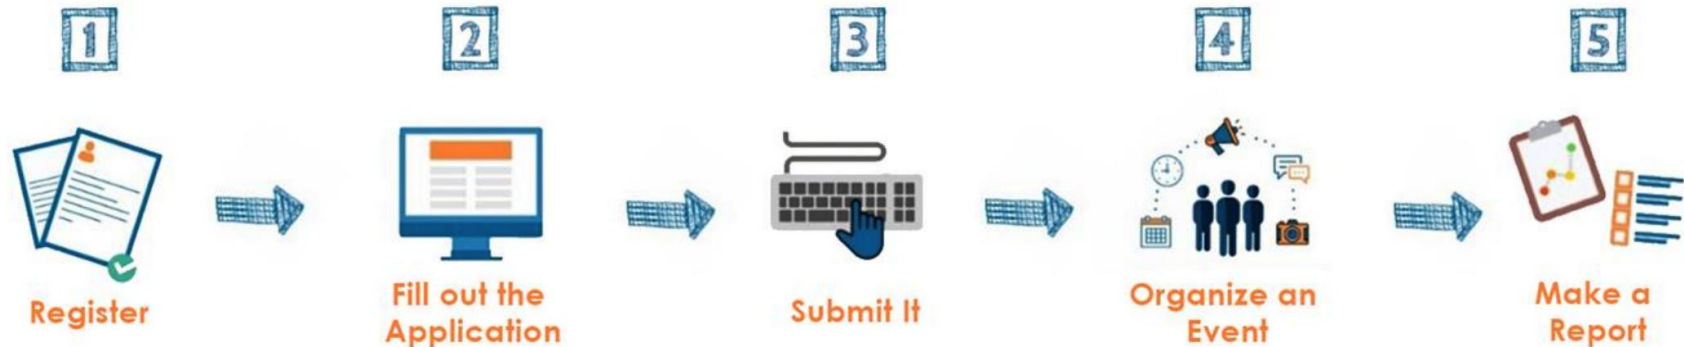 1
2
3
4
5
Register
Fill out the
Application
Submit It
Organize an
Event
Make a
Report